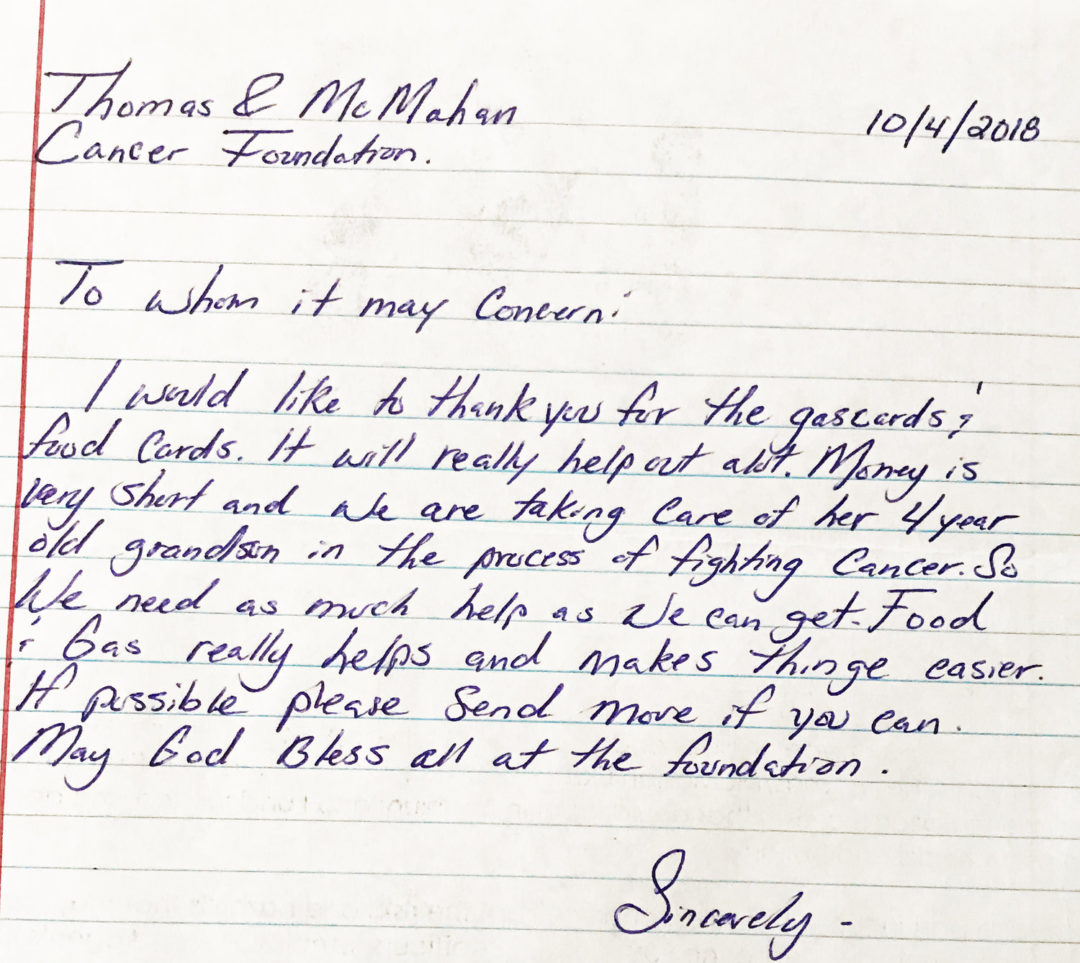 Thomas & McMahan
Cancer Foundation.
10/4/2018
To whom it may Concern:
I would like to thank you for the gascards &
food Cards. It will really help out alot. Money is
very short and we are taking Care of her 4 year
old grandson in the process of fighting Cancer. So
We need as much help as We can get. Food
& Gas really helps and makes thinge easier.
If possible please Send more if you can.
May God Bless all at the foundation.
Sincerely -